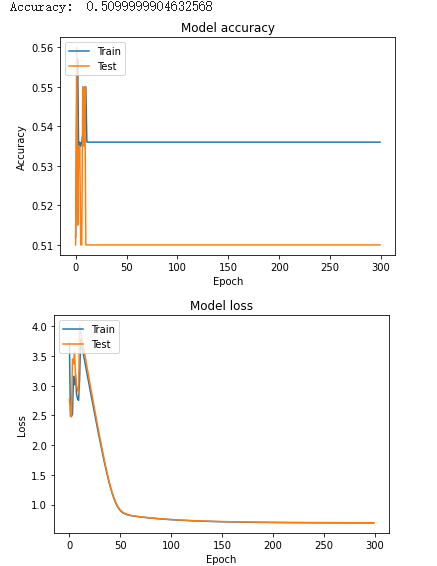 Accuracy: 0.5099999904632568
Model accuracy
Train
Test
0.56
0.55
0.54
0.53
0.52
0.51
Accuracy
0 50 100 150 200 250 300
Epoch
Model loss
Train
Test
4.0
3.5
3.0
2.5
2.0
1.5
1.0
Loss
0 50 100 150 200 250 300
Epoch